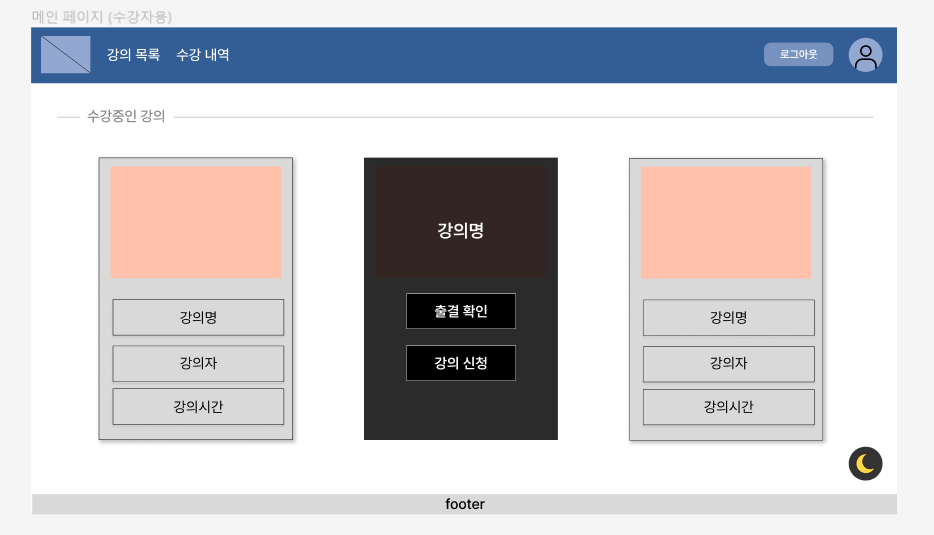 메인 페이지 (수강자용)
강의 목록 수강 내역 로그아웃
수강중인 강의
강의명
강의자
강의시간
강의명
출결 확인
강의 신청
강의명
강의자
강의시간
footer